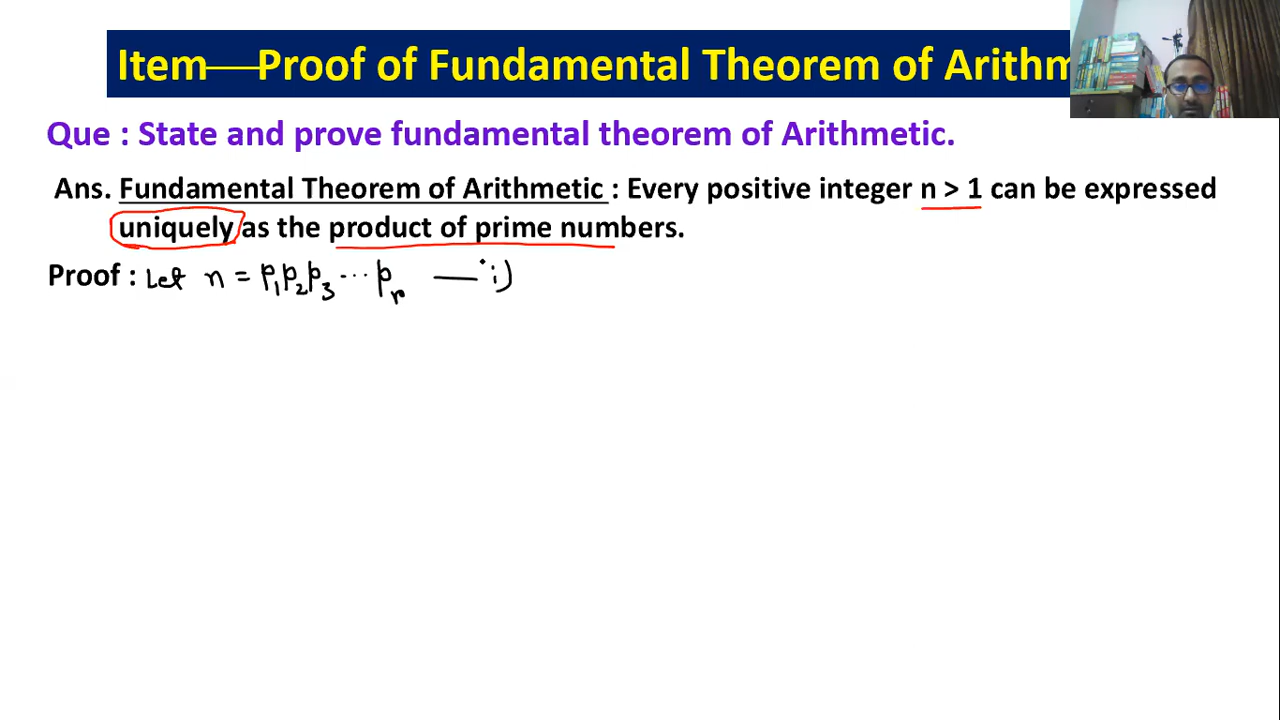 Item—Proof of Fundamental Theorem of Arithm
Que : State and prove fundamental theorem of Arithmetic.
Ans. Fundamental Theorem of Arithmetic : Every positive integer n > 1 can be expressed
uniquely as the product of prime numbers.
Proof : Let n = p₁p₂p₃ ... pᵣ — i)